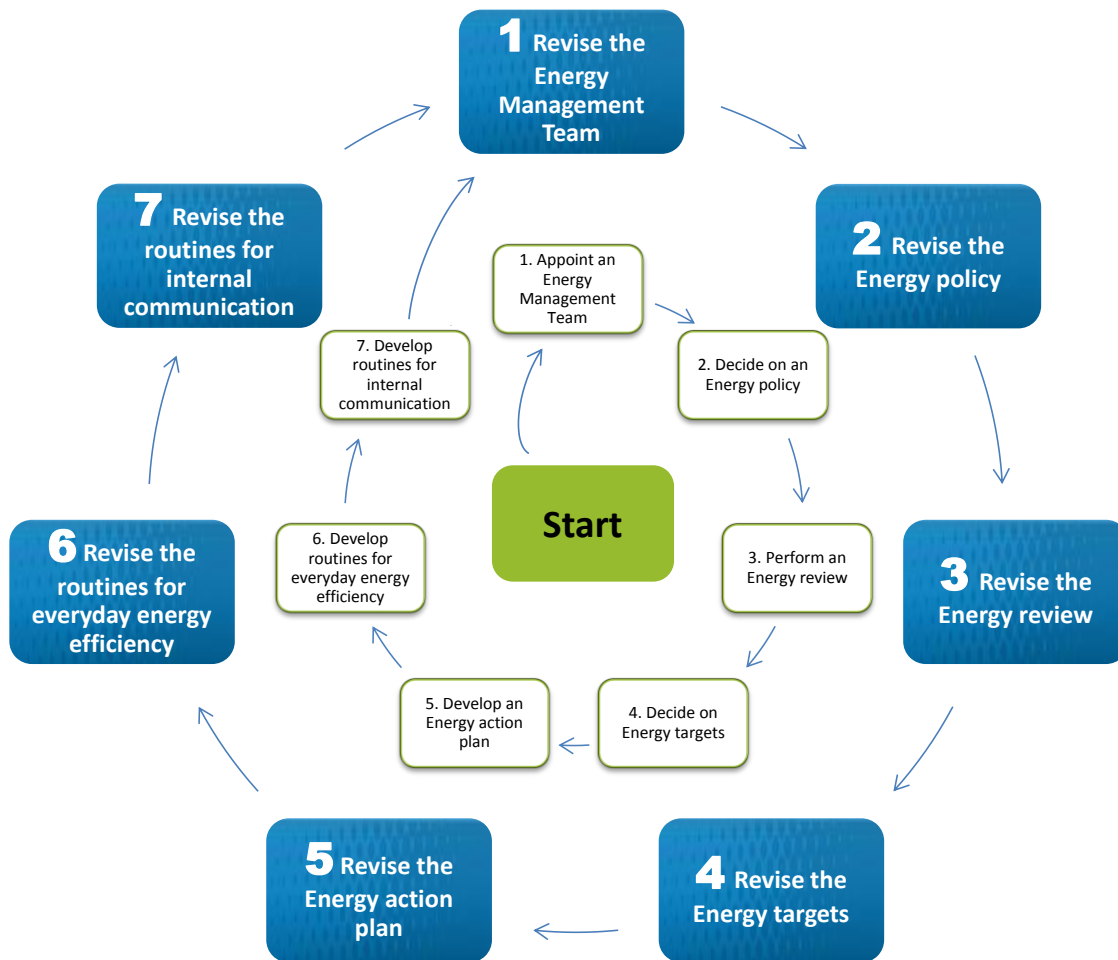 1 Revise the
Energy
Management
Team
2 Revise the
Energy policy
3 Revise the
Energy review
4 Revise the
Energy targets
5 Revise the
Energy action
plan
6 Revise the
routines for
everyday energy
efficiency
7 Revise the
routines for
internal
communication
Start
1. Appoint an
Energy
Management
Team
2. Decide on an
Energy policy
3. Perform an
Energy review
4. Decide on
Energy targets
5. Develop an
Energy action
plan
6. Develop
routines for
everyday energy
efficiency
7. Develop
routines for
internal
communication